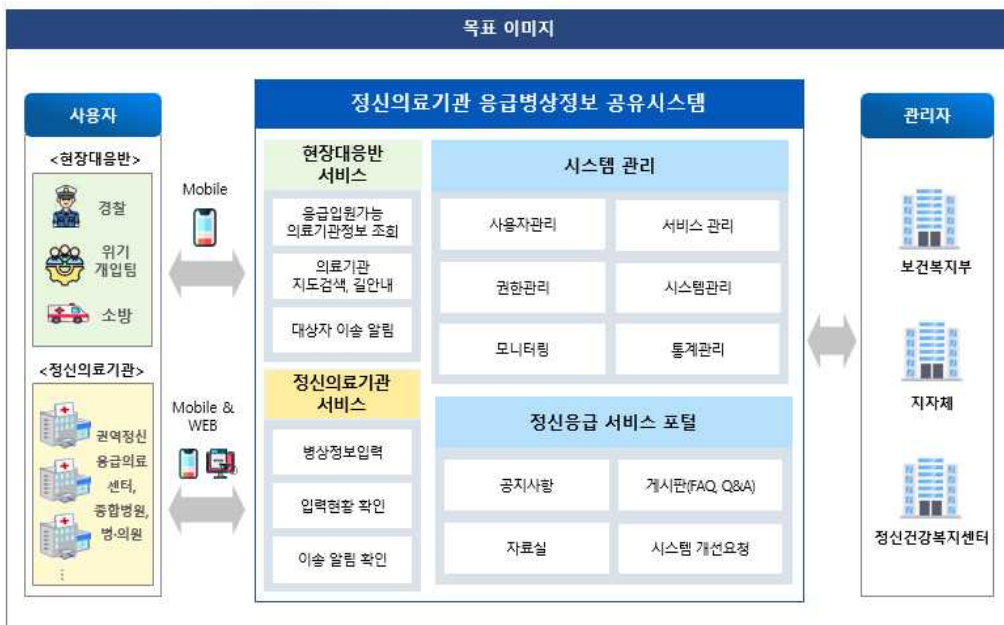 목표 이미지
사용자
<현장대응반>
경찰
위기
개입팀
소방
<정신의료기관>
권역정신
응급의료
센터,
종합병원,
병·의원
⋮
Mobile
Mobile &
WEB
정신의료기관 응급병상정보 공유시스템
현장대응반
서비스
응급입원가능
의료기관정보 조회
의료기관
지도검색, 길안내
대상자 이송 알림
정신의료기관
서비스
병상정보입력
입력현황 확인
이송 알림 확인
시스템 관리
사용자관리
서비스 관리
권한관리
시스템관리
모니터링
통계관리
정신응급 서비스 포털
공지사항
게시판(FAQ, Q&A)
자료실
시스템 개선요청
관리자
보건복지부
지자체
정신건강복지센터